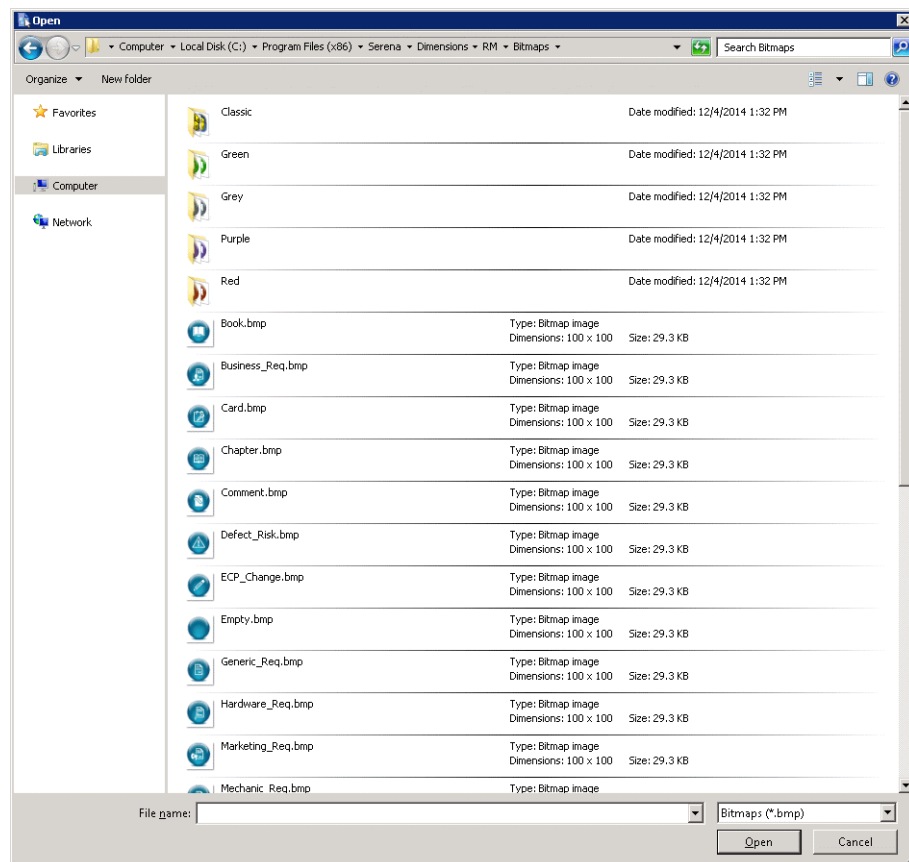 Open
Computer Local Disk (C:) Program Files (x86) Serena Dimensions RM Bitmaps Search Bitmaps
Organize New folder
Favorites
Libraries
Computer
Network
Classic Date modified: 12/4/2014 1:32 PM
Green Date modified: 12/4/2014 1:32 PM
Grey Date modified: 12/4/2014 1:32 PM
Purple Date modified: 12/4/2014 1:32 PM
Red Date modified: 12/4/2014 1:32 PM
Book.bmp Type: Bitmap image
Dimensions: 100 x 100 Size: 29.3 KB
Business_Req.bmp Type: Bitmap image
Dimensions: 100 x 100 Size: 29.3 KB
Card.bmp Type: Bitmap image
Dimensions: 100 x 100 Size: 29.3 KB
Chapter.bmp Type: Bitmap image
Dimensions: 100 x 100 Size: 29.3 KB
Comment.bmp Type: Bitmap image
Dimensions: 100 x 100 Size: 29.3 KB
Defect_Risk.bmp Type: Bitmap image
Dimensions: 100 x 100 Size: 29.3 KB
ECP_Change.bmp Type: Bitmap image
Dimensions: 100 x 100 Size: 29.3 KB
Empty.bmp Type: Bitmap image
Dimensions: 100 x 100 Size: 29.3 KB
Generic_Req.bmp Type: Bitmap image
Dimensions: 100 x 100 Size: 29.3 KB
Hardware_Req.bmp Type: Bitmap image
Dimensions: 100 x 100 Size: 29.3 KB
Marketing_Req.bmp Type: Bitmap image
Dimensions: 100 x 100 Size: 29.3 KB
Mechanic_Req.bmp Type: Bitmap image
File name: Bitmaps (*.bmp)
Open Cancel